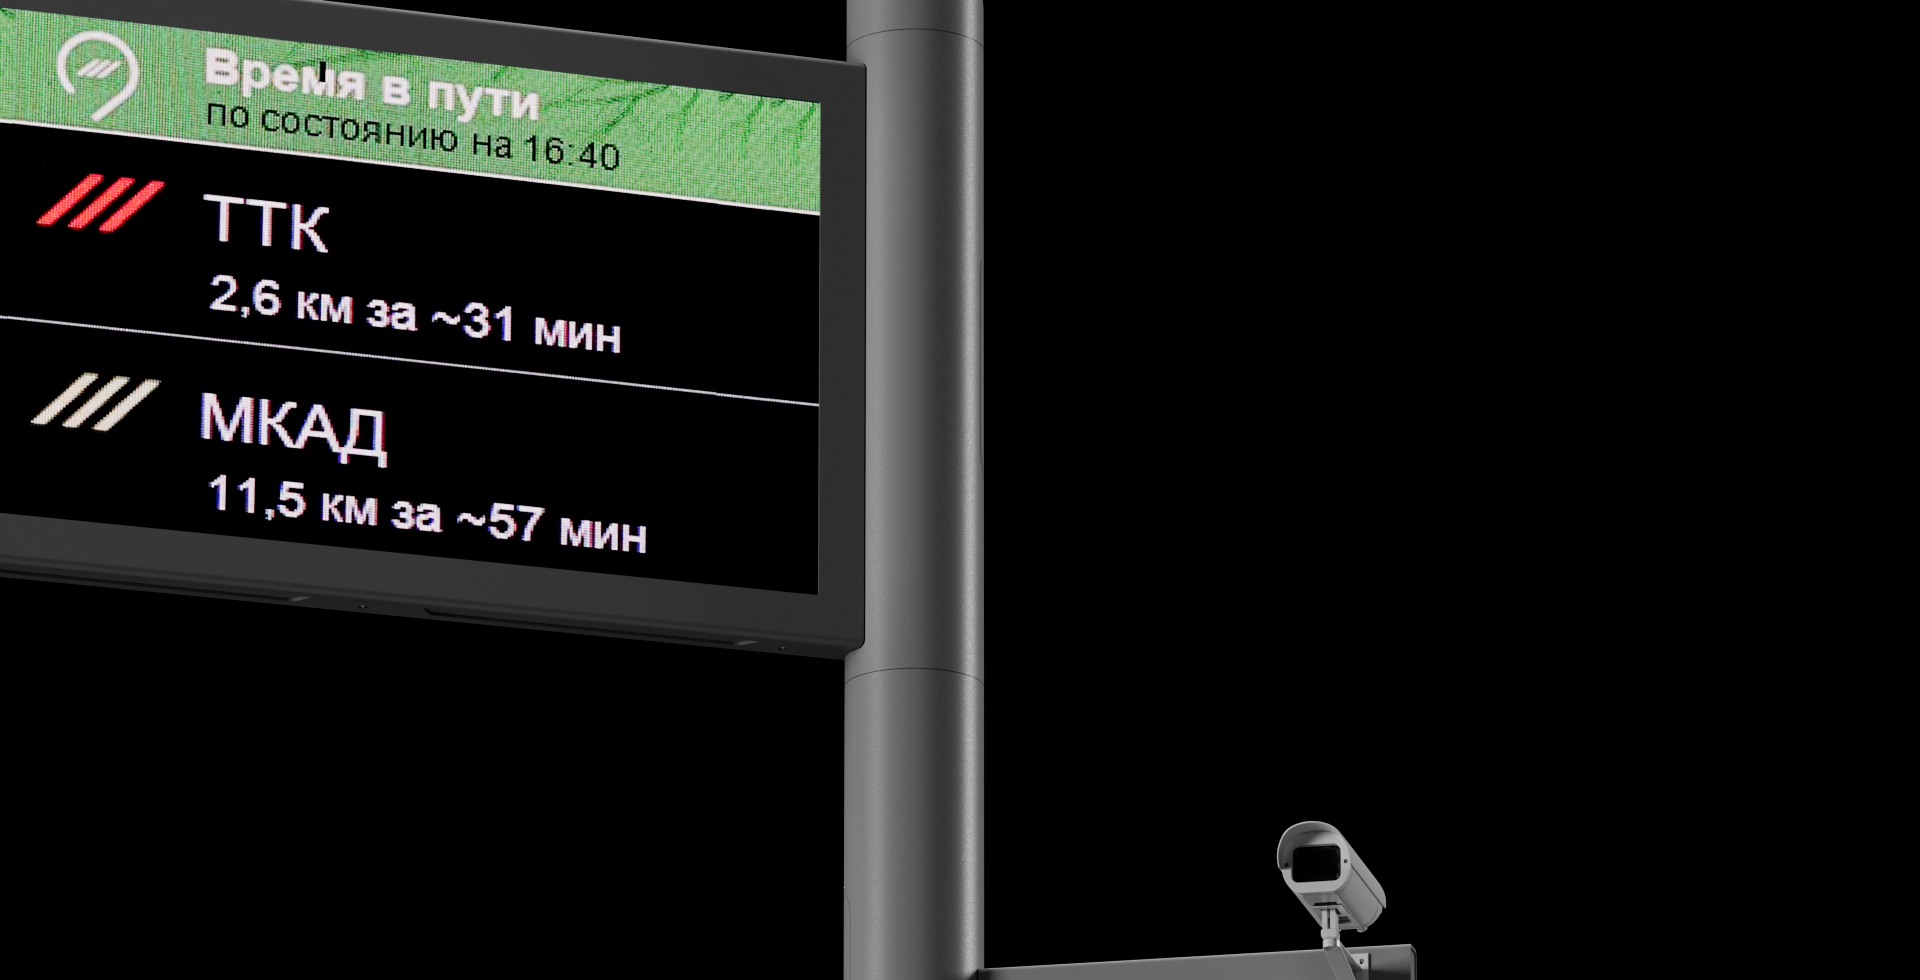 Время в пути
по состоянию на 16:40
ТТК
2,6 км за ~31 мин
МКАД
11,5 км за ~57 мин